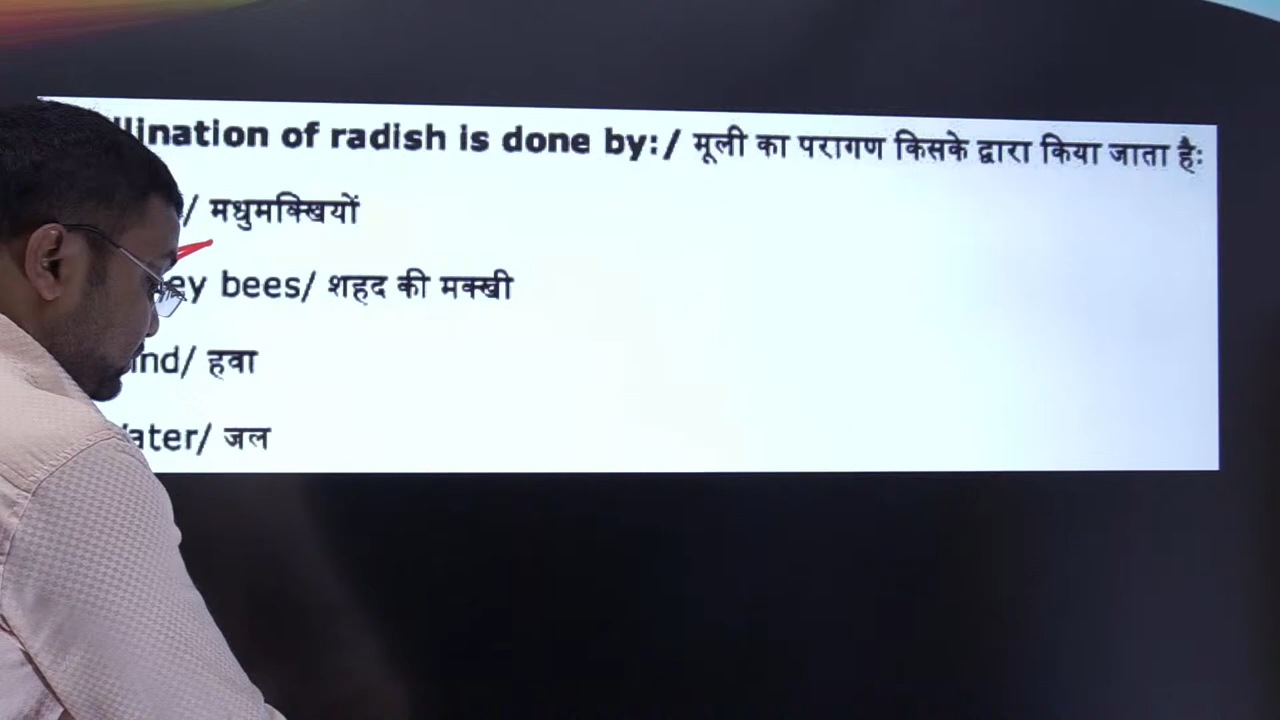 llination of radish is done by:/ मूली का परागण किसके द्वारा किया जाता है:
/ मधुमक्खियों
ey bees/ शहद की मक्खी
ind/ हवा
ater/ जल